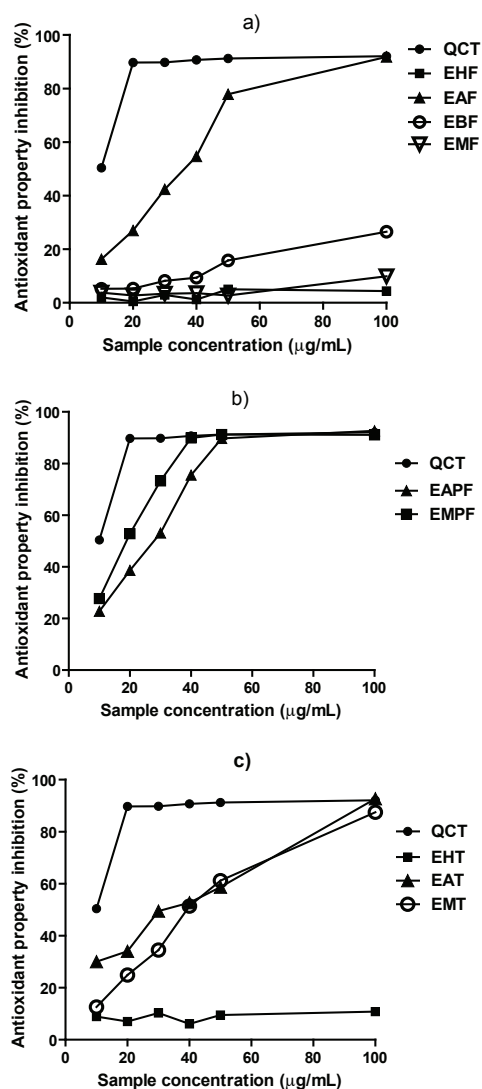 a)
Antioxidant property inhibition (%)
100
80
60
40
20
0
0 20 40 60 80 100
Sample concentration (μg/mL)
QCT
EHF
EAF
EBF
EMF
b)
Antioxidant property inhibition (%)
100
80
60
40
20
0
0 20 40 60 80 100
Sample concentration (μg/mL)
QCT
EAPF
EMPF
c)
Antioxidant property inhibition (%)
100
80
60
40
20
0
0 20 40 60 80 100
Sample concentration (μg/mL)
QCT
EHT
EAT
EMT